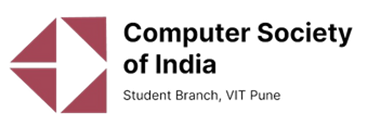 Computer Society
of India
Student Branch, VIT Pune